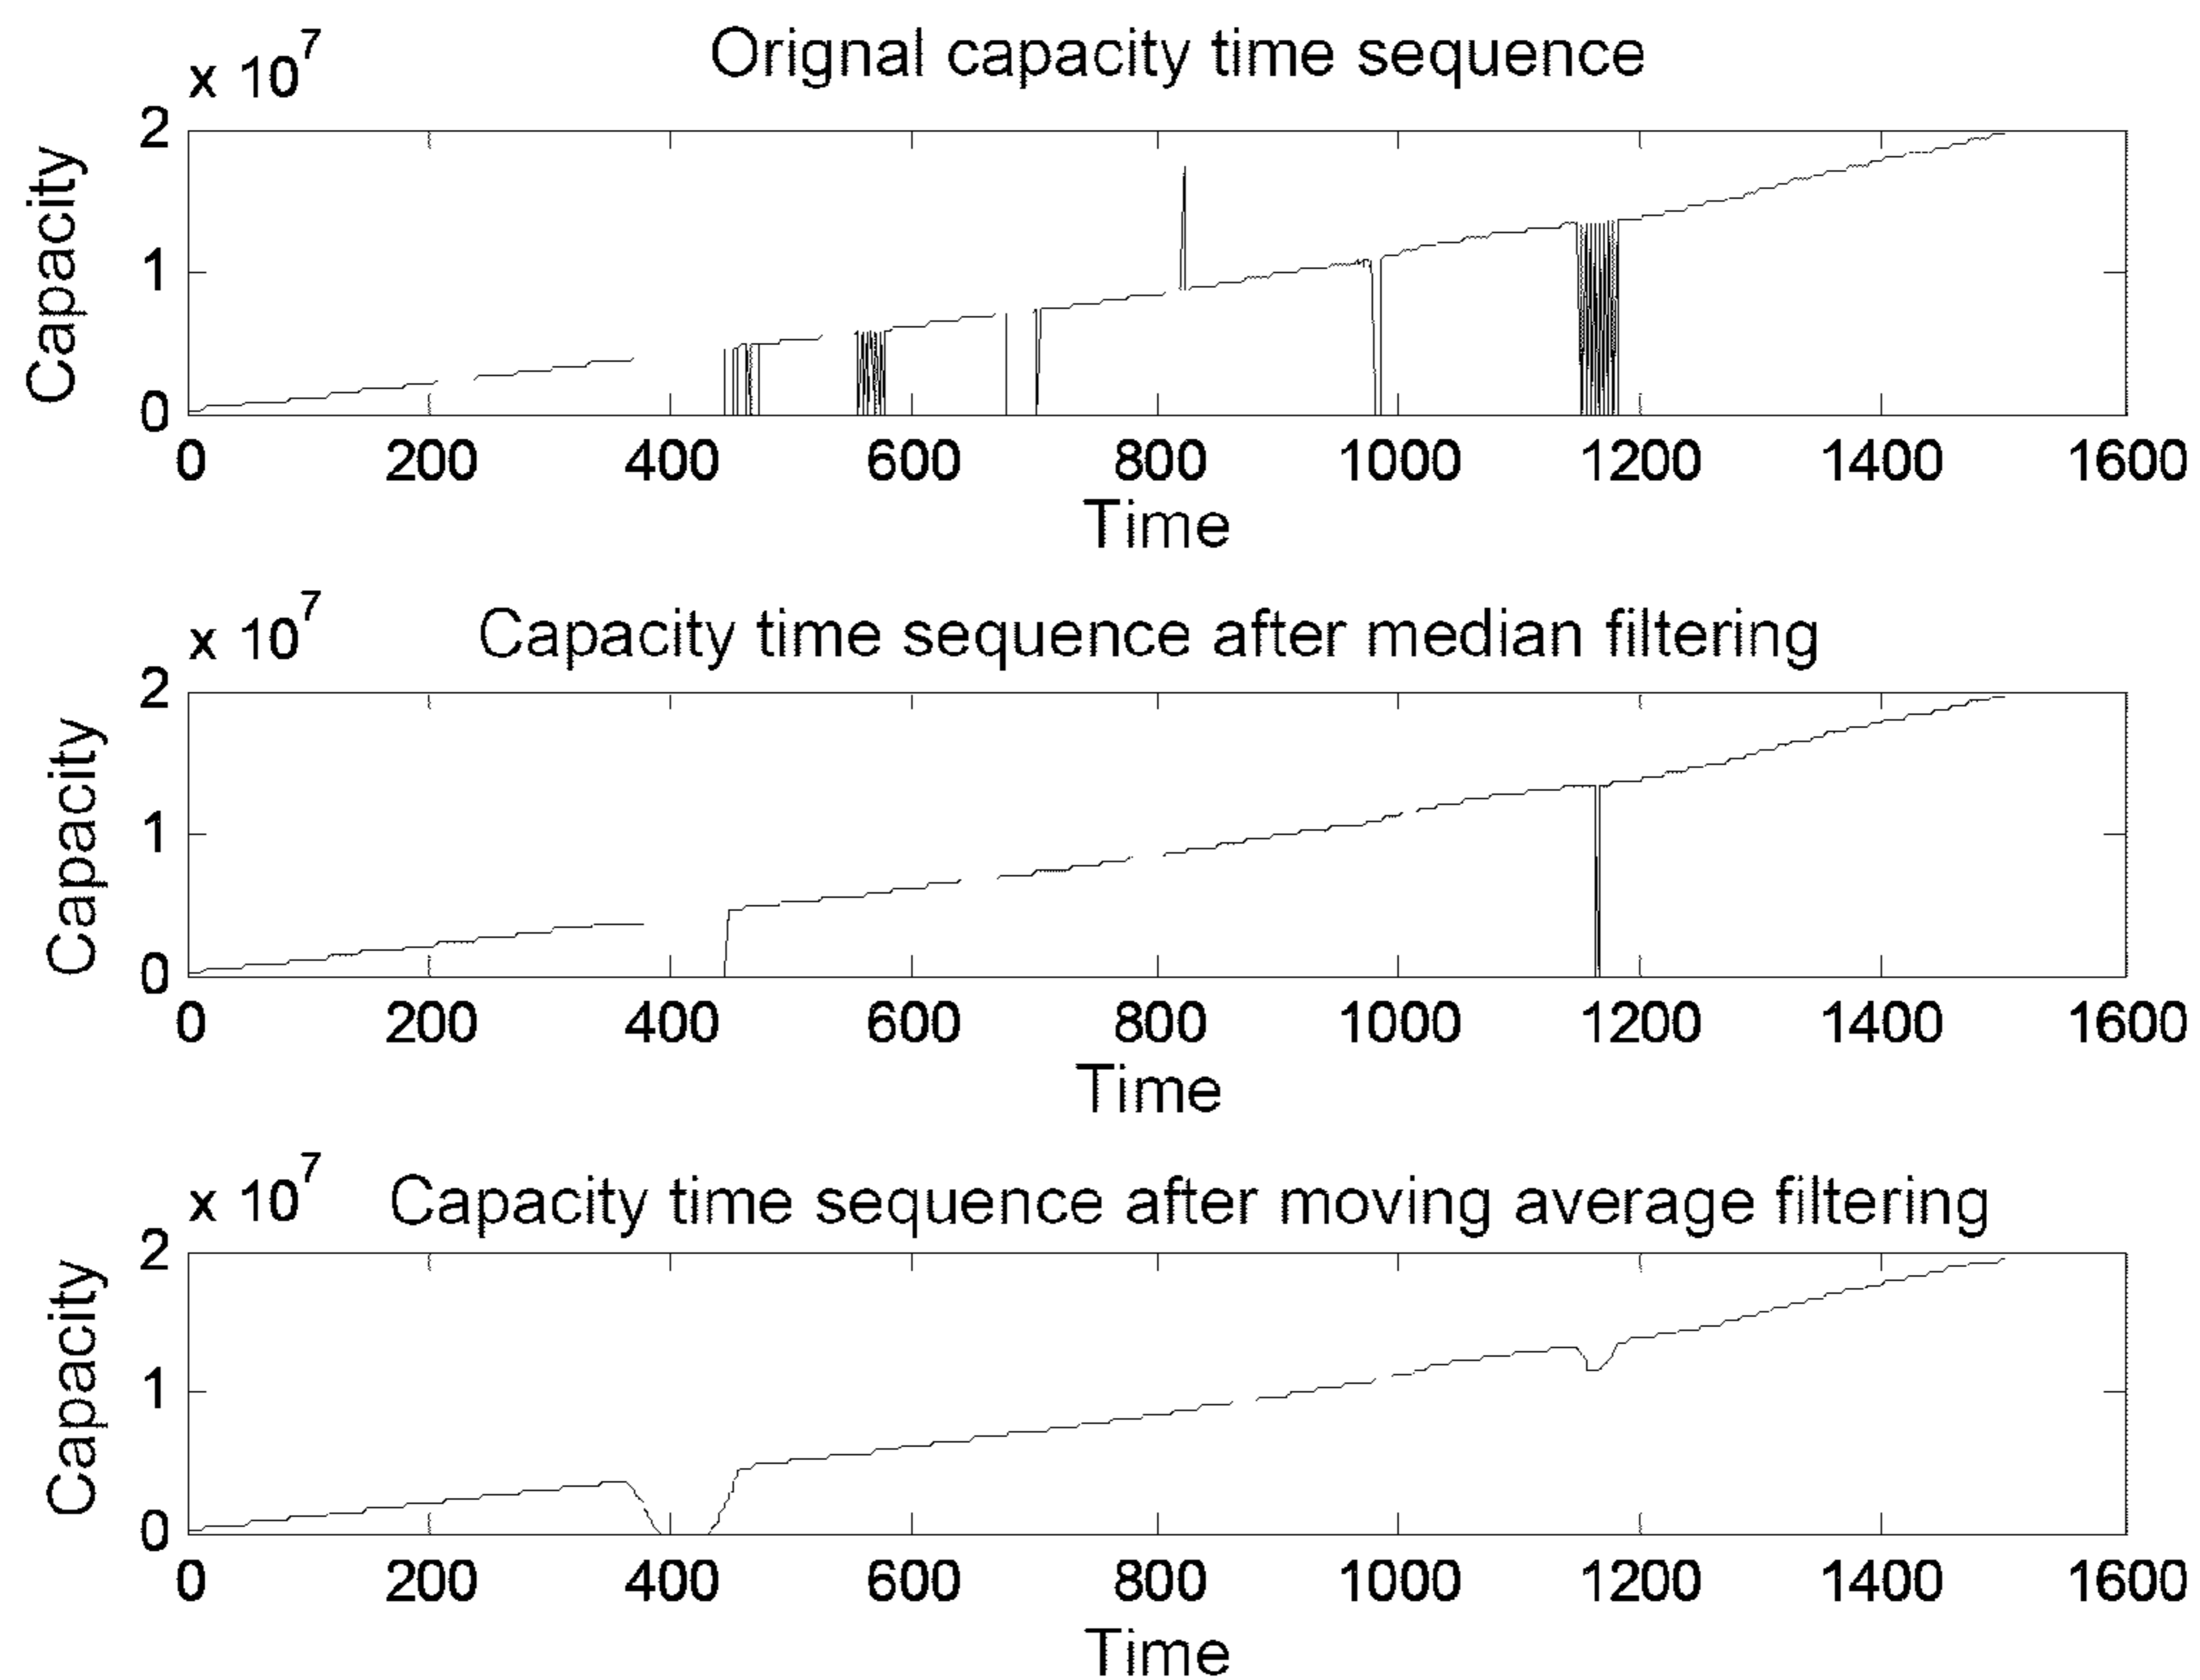 x 10^7
Orignal capacity time sequence
2
1
0
Capacity
0 200 400 600 800 1000 1200 1400 1600
Time
x 10^7
Capacity time sequence after median filtering
2
1
0
Capacity
0 200 400 600 800 1000 1200 1400 1600
Time
x 10^7
Capacity time sequence after moving average filtering
2
1
0
Capacity
0 200 400 600 800 1000 1200 1400 1600
Time